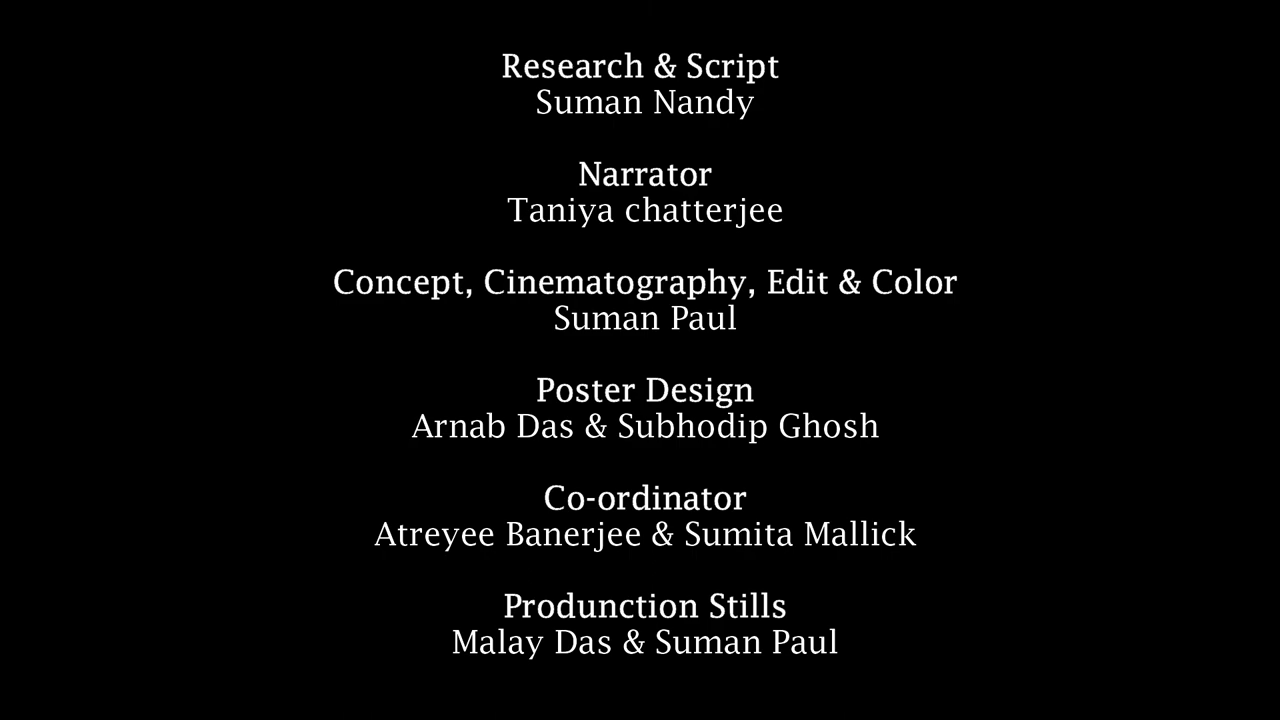 Research & Script
Suman Nandy
Narrator
Taniya chatterjee
Concept, Cinematography, Edit & Color
Suman Paul
Poster Design
Arnab Das & Subhodip Ghosh
Co-ordinator
Atreyee Banerjee & Sumita Mallick
Produnction Stills
Malay Das & Suman Paul